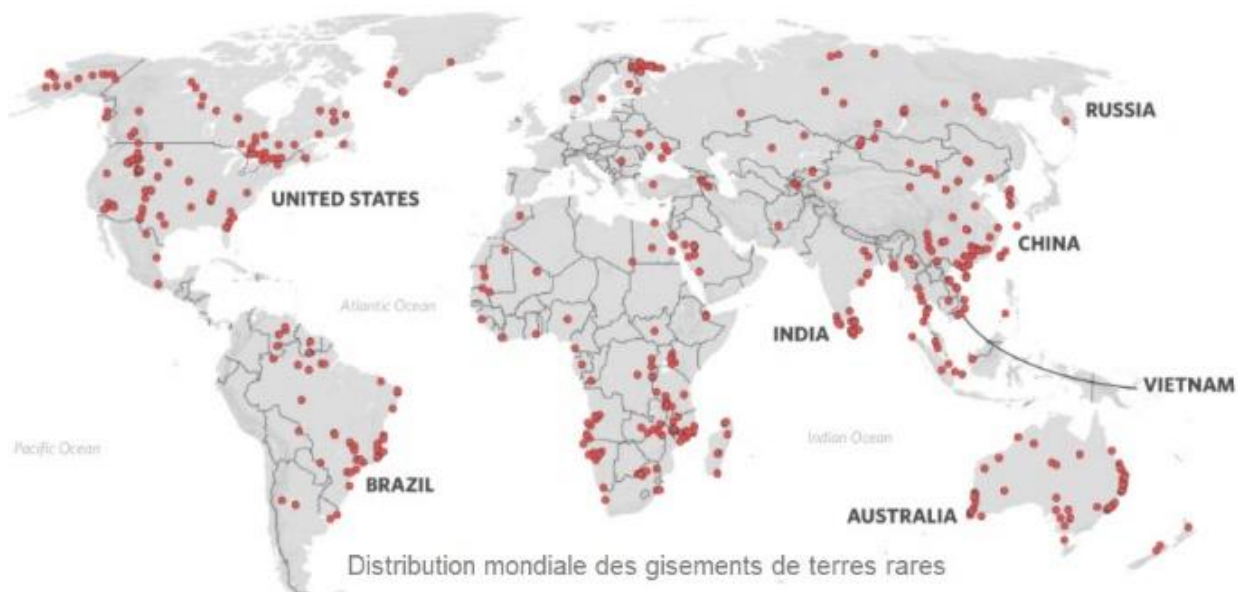 RUSSIA
UNITED STATES
CHINA
Atlantic Ocean
INDIA
VIETNAM
Pacific Ocean
Indian Ocean
BRAZIL
AUSTRALIA
Distribution mondiale des gisements de terres rares